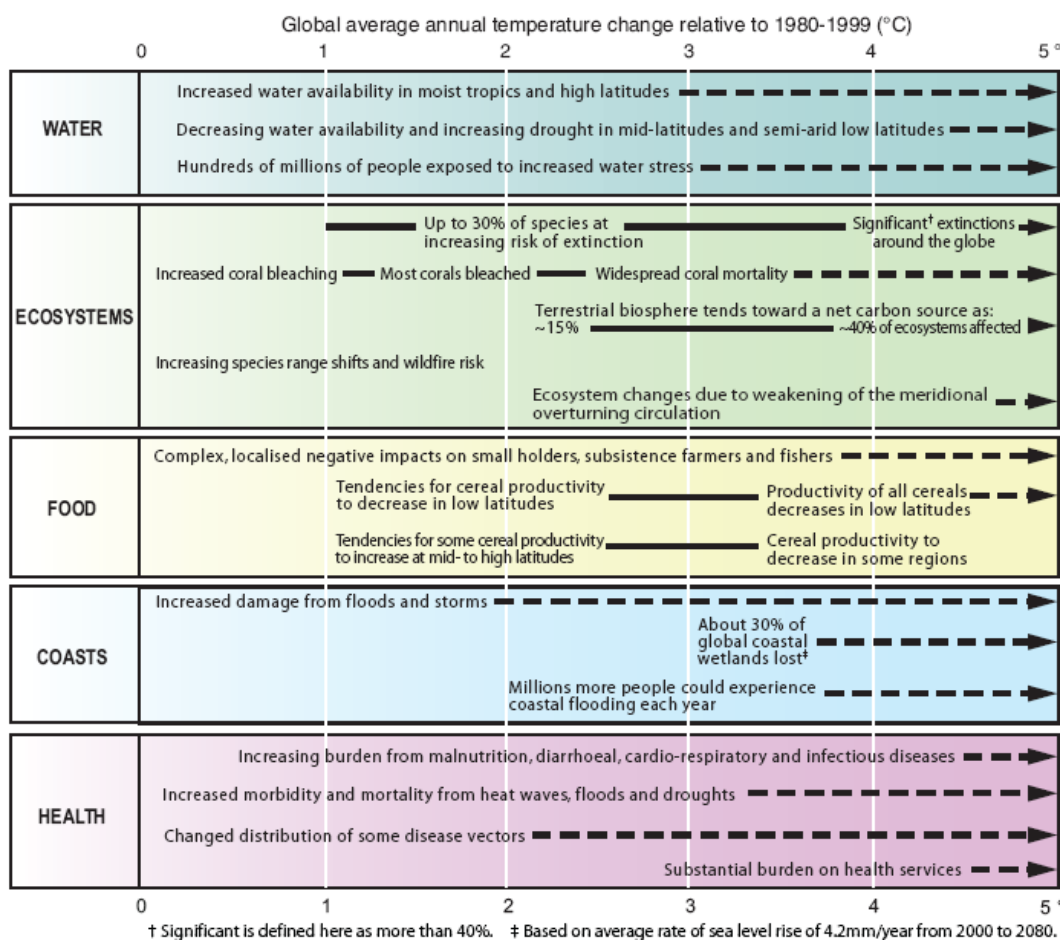 Global average annual temperature change relative to 1980-1999 (°C)
0 1 2 3 4 5 °
WATER
Increased water availability in moist tropics and high latitudes
Decreasing water availability and increasing drought in mid-latitudes and semi-arid low latitudes
Hundreds of millions of people exposed to increased water stress
ECOSYSTEMS
Up to 30% of species at
increasing risk of extinction
Significant† extinctions
around the globe
Increased coral bleaching Most corals bleached Widespread coral mortality
Terrestrial biosphere tends toward a net carbon source as:
~15% ~40% of ecosystems affected
Increasing species range shifts and wildfire risk
Ecosystem changes due to weakening of the meridional
overturning circulation
FOOD
Complex, localised negative impacts on small holders, subsistence farmers and fishers
Tendencies for cereal productivity
to decrease in low latitudes
Productivity of all cereals
decreases in low latitudes
Tendencies for some cereal productivity
to increase at mid- to high latitudes
Cereal productivity to
decrease in some regions
COASTS
Increased damage from floods and storms
About 30% of
global coastal
wetlands lost‡
Millions more people could experience
coastal flooding each year
HEALTH
Increasing burden from malnutrition, diarrhoeal, cardio-respiratory and infectious diseases
Increased morbidity and mortality from heat waves, floods and droughts
Changed distribution of some disease vectors
Substantial burden on health services
0 1 2 3 4 5 °
† Significant is defined here as more than 40%. ‡ Based on average rate of sea level rise of 4.2mm/year from 2000 to 2080.